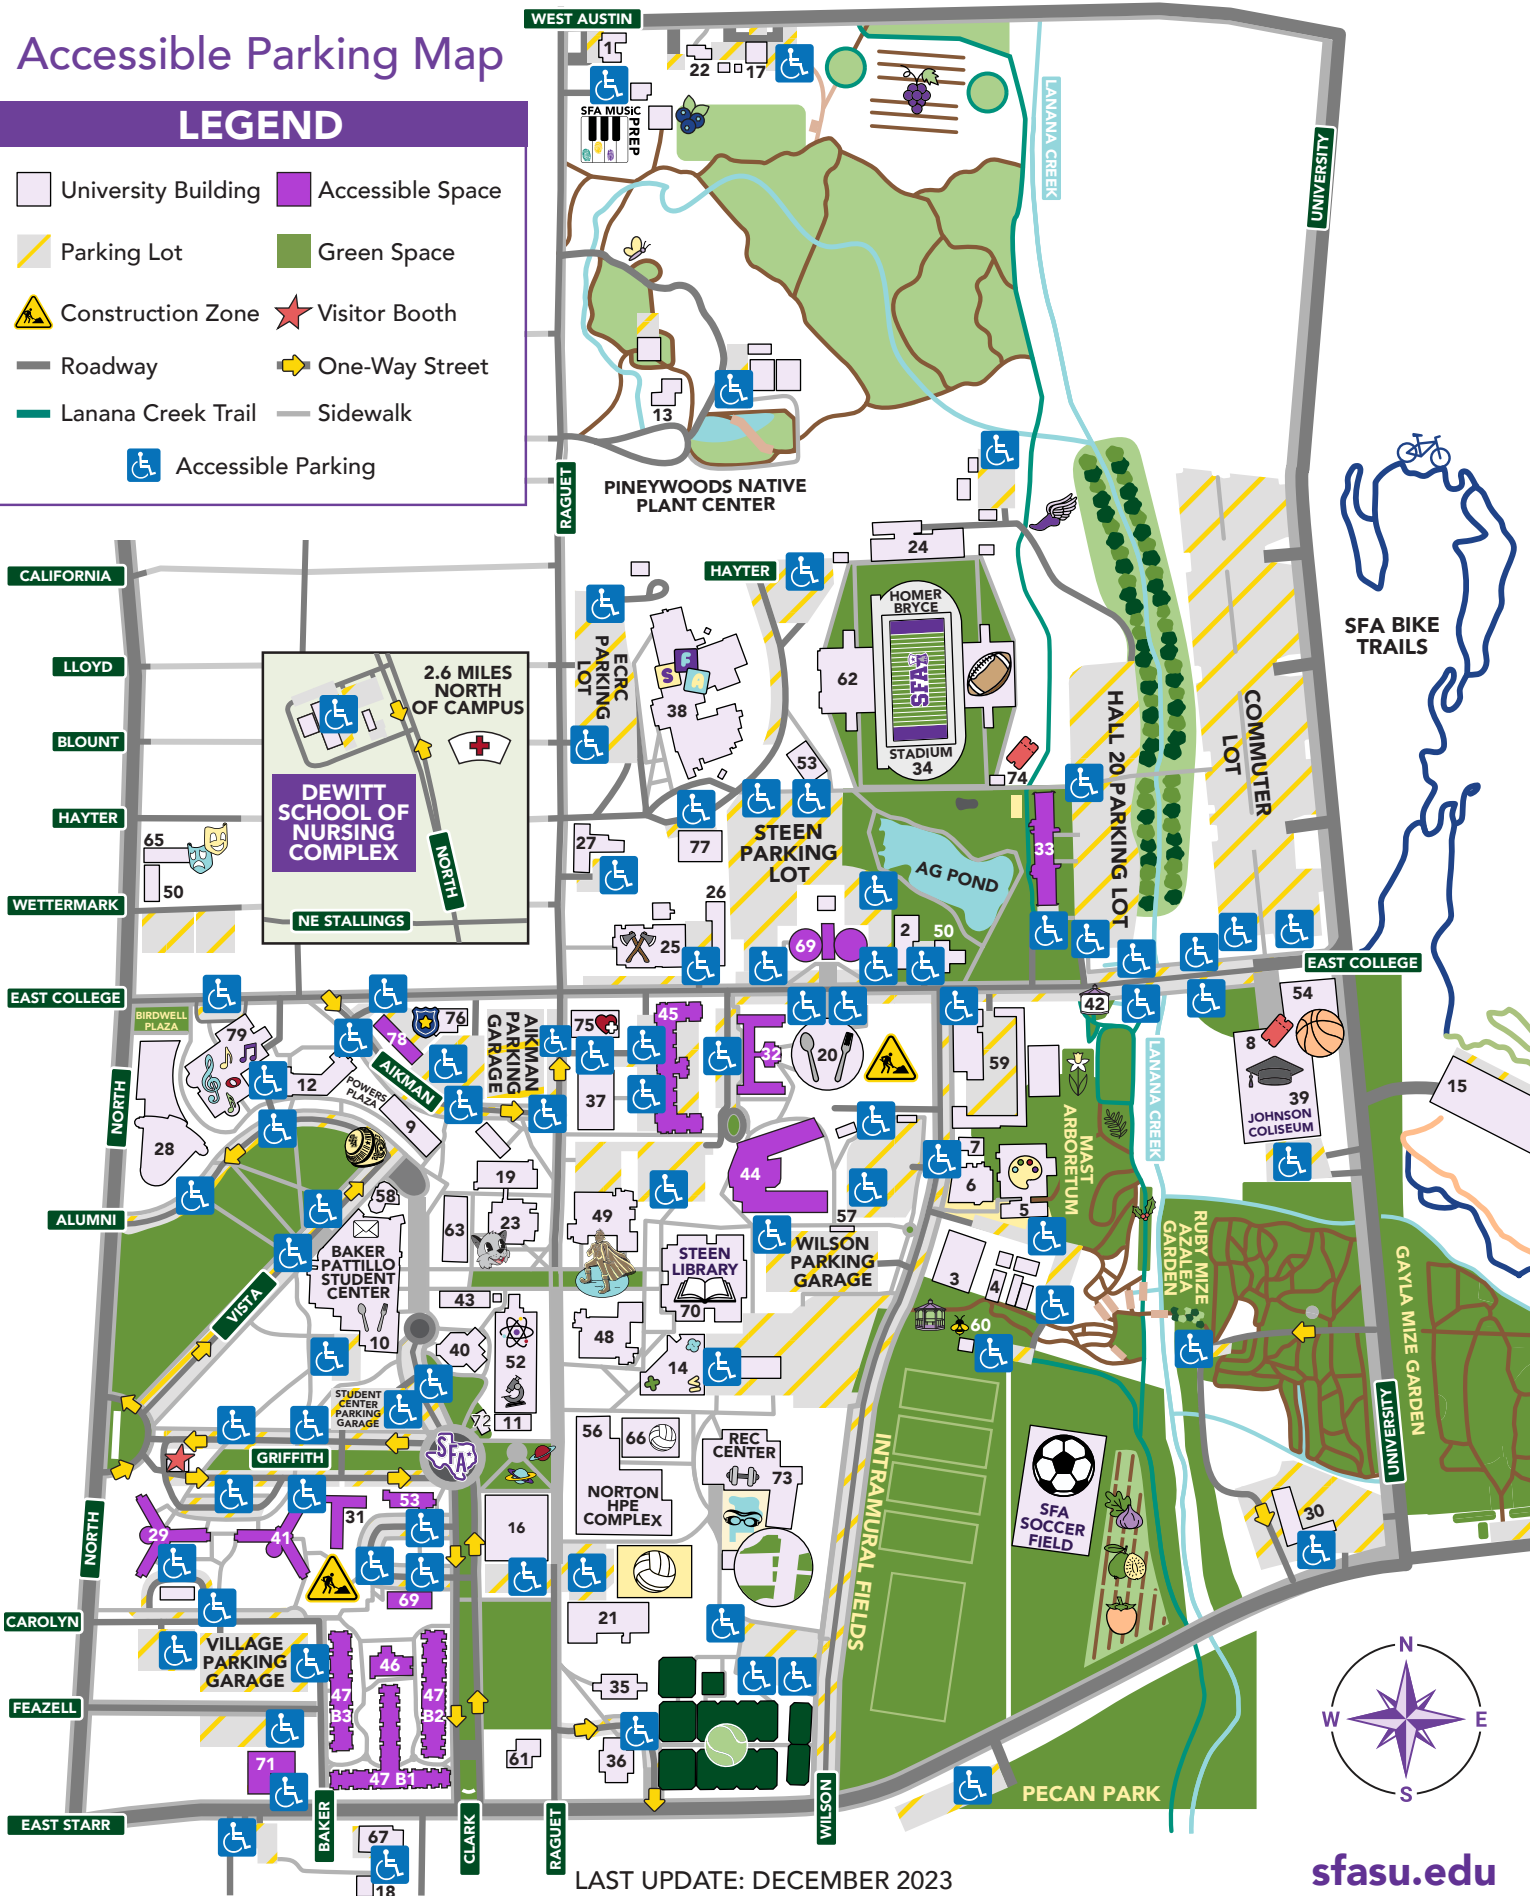 WEST AUSTIN
Accessible Parking Map
LEGEND
University Building
Accessible Space
Parking Lot
Green Space
Construction Zone
Visitor Booth
Roadway
One-Way Street
Lanana Creek Trail
Sidewalk
Accessible Parking
1
22
17
SFA MUSiC
PREP
LANANA CREEK
UNIVERSITY
13
PINEYWOODS NATIVE
PLANT CENTER
RAGUET
CALIFORNIA
LLOYD
BLOUNT
HAYTER
WETTERMARK
65
50
2.6 MILES
NORTH
OF CAMPUS
DEWITT
SCHOOL OF
NURSING
COMPLEX
NORTH
NE STALLINGS
HAYTER
24
HOMER
BRYCE
SFA
STADIUM
34
62
ECRC
PARKING
LOT
S
F
A
38
53
74
HALL 20 PARKING LOT
COMMUTER
LOT
SFA BIKE
TRAILS
27
77
STEEN
PARKING
LOT
AG POND
33
26
25
69
2
50
EAST COLLEGE
EAST COLLEGE
BIRDWELL
PLAZA
79
78
76
AIKMAN
PARKING
GARAGE
75
45
32
20
59
42
54
8
39
JOHNSON
COLISEUM
15
NORTH
12
POWERS
PLAZA
AIKMAN
9
37
28
19
44
7
6
5
MAST
ARBORETUM
LANANA CREEK
ALUMNI
58
63
23
49
STEEN
LIBRARY
70
57
WILSON
PARKING
GARAGE
3
4
RUBY MIZE
AZALEA
GARDEN
GAYLA MIZE GARDEN
BAKER
PATTILLO
STUDENT
CENTER
10
VISTA
43
40
52
48
14
60
STUDENT
CENTER
PARKING
GARAGE
72
11
56
66
REC
CENTER
73
GRIFFITH
SFA
NORTON
HPE
COMPLEX
INTRAMURAL FIELDS
SFA
SOCCER
FIELD
UNIVERSITY
30
NORTH
29
41
31
53
16
69
21
CAROLYN
VILLAGE
PARKING
GARAGE
46
47
B3
47
B2
35
FEAZELL
71
47 B1
61
36
EAST STARR
BAKER
CLARK
RAGUET
WILSON
PECAN PARK
67
18
N
W
E
S
LAST UPDATE: DECEMBER 2023
sfasu.edu